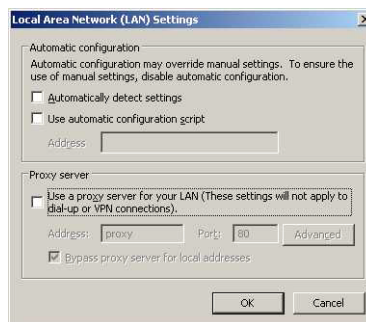 Local Area Network (LAN) Settings
Automatic configuration
Automatic configuration may override manual settings. To ensure the
use of manual settings, disable automatic configuration.
Automatically detect settings
Use automatic configuration script
Address
Proxy server
Use a proxy server for your LAN (These settings will not apply to
dial-up or VPN connections).
Address: proxy Port: 80 Advanced
Bypass proxy server for local addresses
OK Cancel